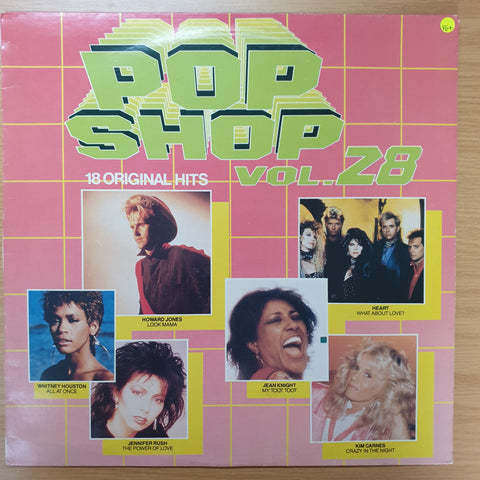 POP
SHOP
VOL. 28
18 ORIGINAL HITS
HOWARD JONES
LOOK MAMA
HEART
WHAT ABOUT LOVE?
WHITNEY HOUSTON
ALL AT ONCE
JEAN KNIGHT
MY TOOT TOOT
JENNIFER RUSH
THE POWER OF LOVE
KIM CARNES
CRAZY IN THE NIGHT